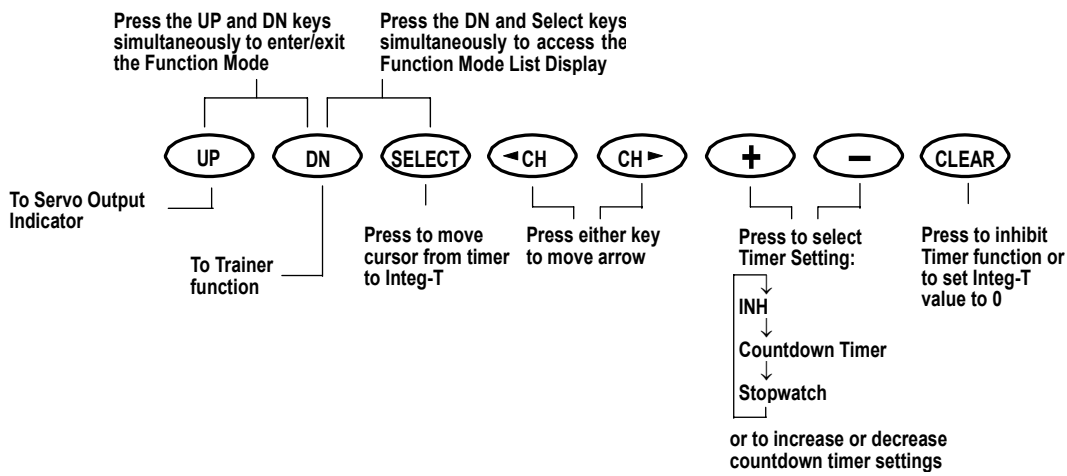 Press the UP and DN keys
simultaneously to enter/exit
the Function Mode
Press the DN and Select keys
simultaneously to access the
Function Mode List Display
UP
DN
SELECT
◄CH
CH►
+
−
CLEAR
To Servo Output
Indicator
To Trainer
function
Press to move
cursor from timer
to Integ-T
Press either key
to move arrow
Press to select
Timer Setting:
INH
Countdown Timer
Stopwatch
or to increase or decrease
countdown timer settings
Press to inhibit
Timer function or
to set Integ-T
value to 0